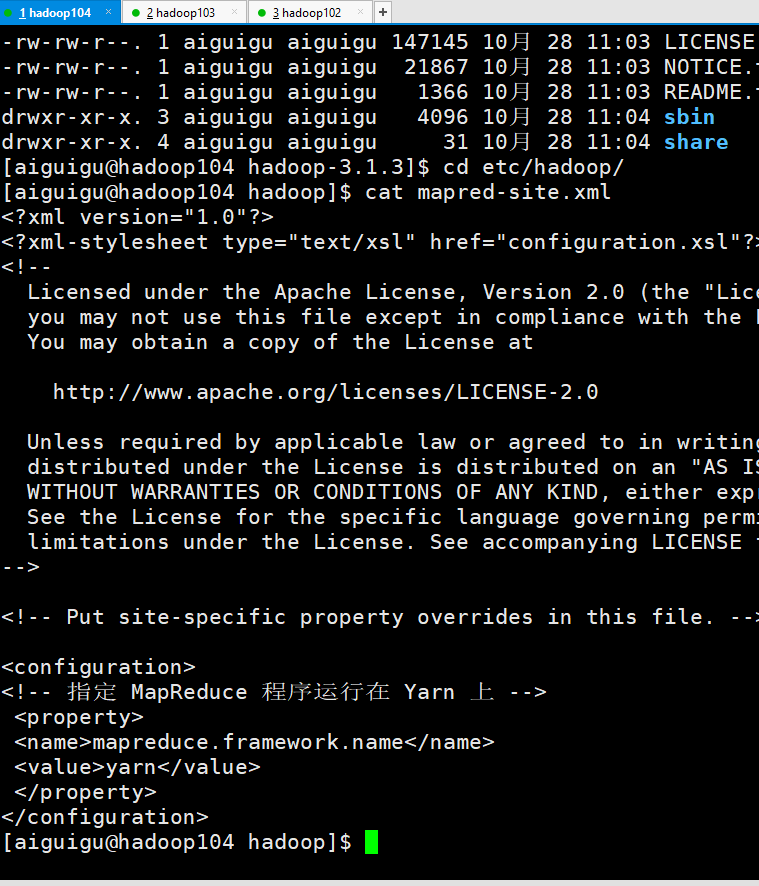 1 hadoop104 × 2 hadoop103 × 3 hadoop102 × +
-rw-rw-r--. 1 aiguigu aiguigu 147145 10月 28 11:03 LICENSE
-rw-rw-r--. 1 aiguigu aiguigu  21867 10月 28 11:03 NOTICE.
-rw-rw-r--. 1 aiguigu aiguigu   1366 10月 28 11:03 README.
drwxr-xr-x. 3 aiguigu aiguigu   4096 10月 28 11:04 sbin
drwxr-xr-x. 4 aiguigu aiguigu     31 10月 28 11:04 share
[aiguigu@hadoop104 hadoop-3.1.3]$ cd etc/hadoop/
[aiguigu@hadoop104 hadoop]$ cat mapred-site.xml
<?xml version="1.0"?>
<?xml-stylesheet type="text/xsl" href="configuration.xsl"?>
<!--
  Licensed under the Apache License, Version 2.0 (the "Lice
  you may not use this file except in compliance with the
  You may obtain a copy of the License at
    http://www.apache.org/licenses/LICENSE-2.0
  Unless required by applicable law or agreed to in writing
  distributed under the License is distributed on an "AS IS
  WITHOUT WARRANTIES OR CONDITIONS OF ANY KIND, either exp
  See the License for the specific language governing permi
  limitations under the License. See accompanying LICENSE
-->
<!-- Put site-specific property overrides in this file. -->
<configuration>
<!-- 指定 MapReduce 程序运行在 Yarn 上 -->
 <property>
 <name>mapreduce.framework.name</name>
 <value>yarn</value>
 </property>
</configuration>
[aiguigu@hadoop104 hadoop]$